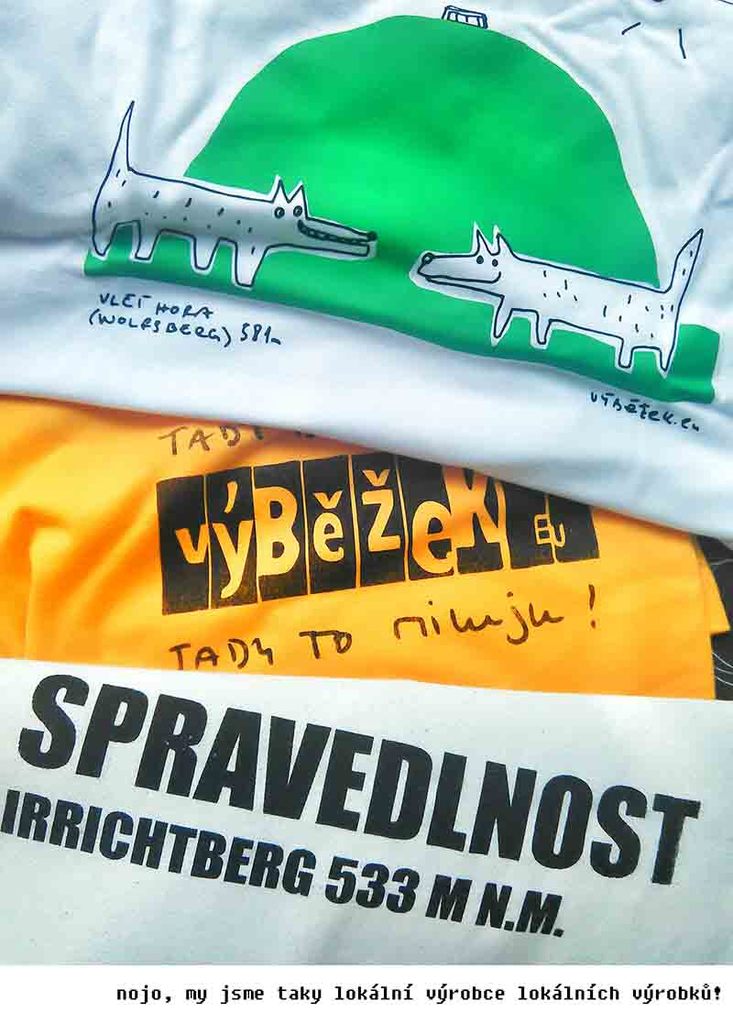 VLČÍ HORA
(WOLFSBERG) 581m
VÝBĚŽEK.eu
TADY
VÝBĚŽEK EU
TADY TO miluju!
SPRAVEDLNOST
IRRICHTBERG 533 M N.M.
nojo, my jsme taky lokální výrobce lokálních výrobků!